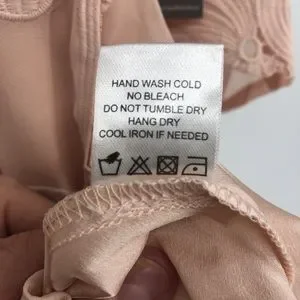 HAND WASH COLD
NO BLEACH
DO NOT TUMBLE DRY
HANG DRY
COOL IRON IF NEEDED